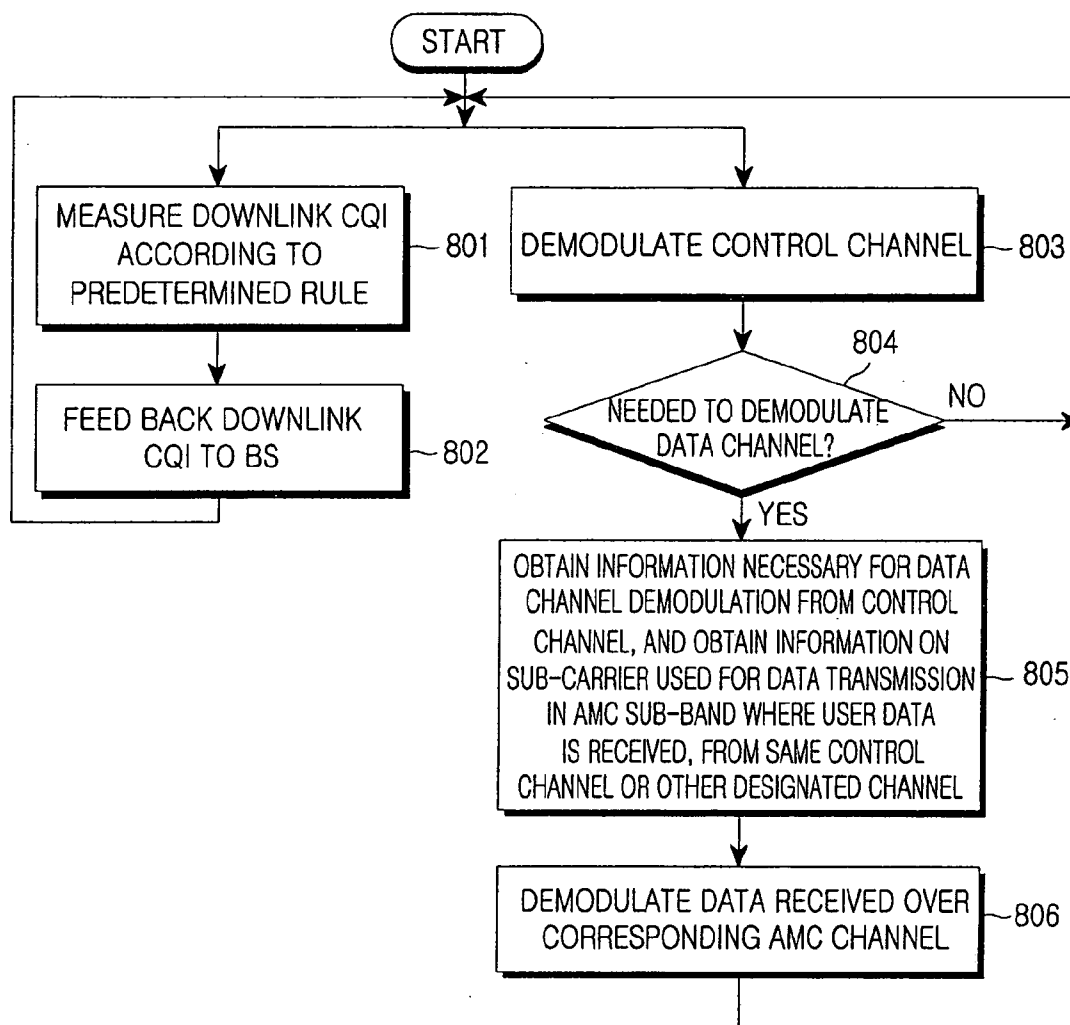 START
MEASURE DOWNLINK CQI
ACCORDING TO
PREDETERMINED RULE
801
FEED BACK DOWNLINK
CQI TO BS
802
DEMODULATE CONTROL CHANNEL
803
804
NEEDED TO DEMODULATE
DATA CHANNEL?
NO
YES
OBTAIN INFORMATION NECESSARY FOR DATA
CHANNEL DEMODULATION FROM CONTROL
CHANNEL, AND OBTAIN INFORMATION ON
SUB-CARRIER USED FOR DATA TRANSMISSION
IN AMC SUB-BAND WHERE USER DATA
IS RECEIVED, FROM SAME CONTROL
CHANNEL OR OTHER DESIGNATED CHANNEL
805
DEMODULATE DATA RECEIVED OVER
CORRESPONDING AMC CHANNEL
806